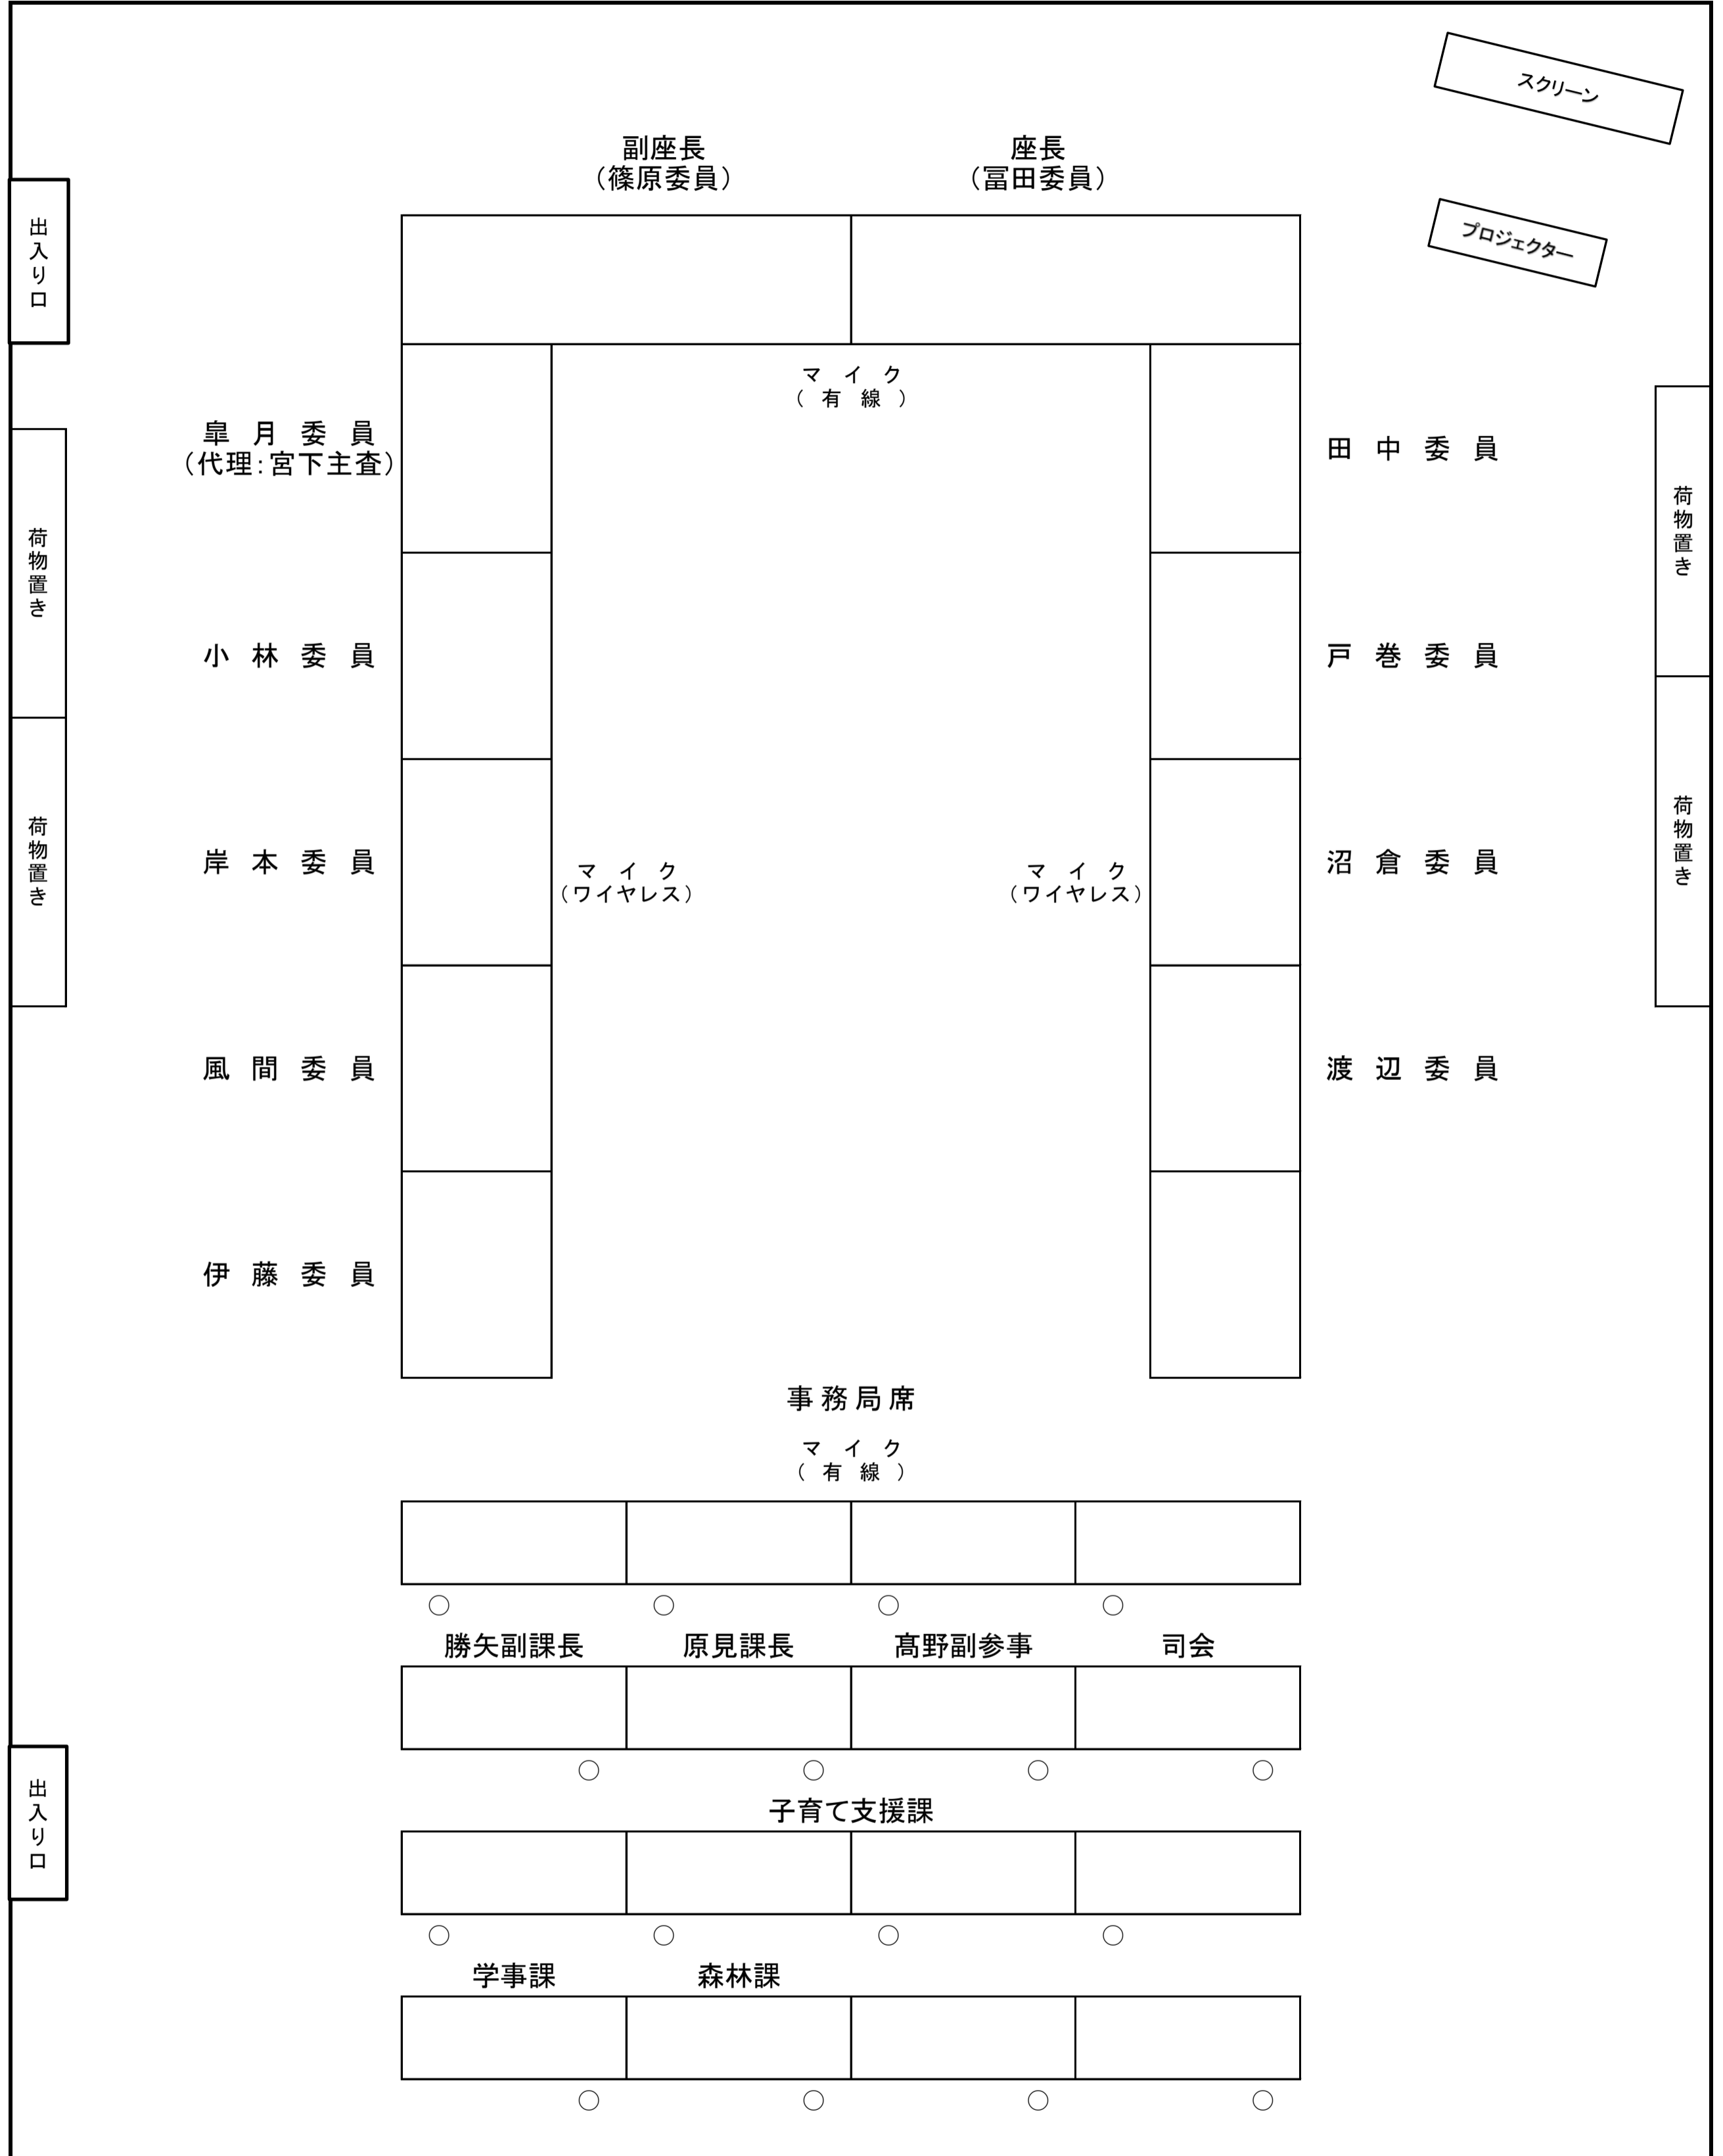 スクリーン
副座長
（篠原委員）
座長
（冨田委員）
プロジェクター
出入り口
マイク
（有線）
皐月委員
（代理：宮下主査）
田中委員
荷物置き
荷物置き
小林委員
戸巻委員
岸本委員
マイク
（ワイヤレス）
マイク
（ワイヤレス）
沼倉委員
荷物置き
荷物置き
風間委員
渡辺委員
伊藤委員
事務局席
マイク
（有線）
○ ○ ○ ○
勝矢副課長 原見課長 髙野副参事 司会
○ ○ ○ ○
出入り口
子育て支援課
○ ○ ○ ○
学事課 森林課
○ ○ ○ ○